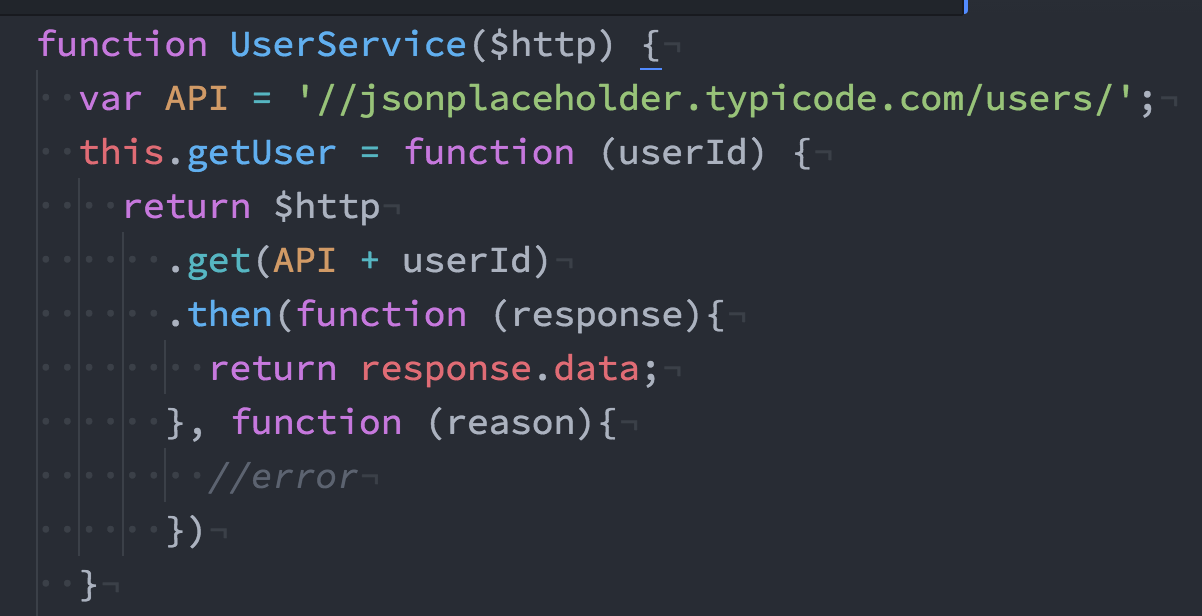 function UserService($http) {
  var API = '//jsonplaceholder.typicode.com/users/';
  this.getUser = function (userId) {
    return $http
      .get(API + userId)
      .then(function (response){
        return response.data;
      }, function (reason){
        //error
      })
  }